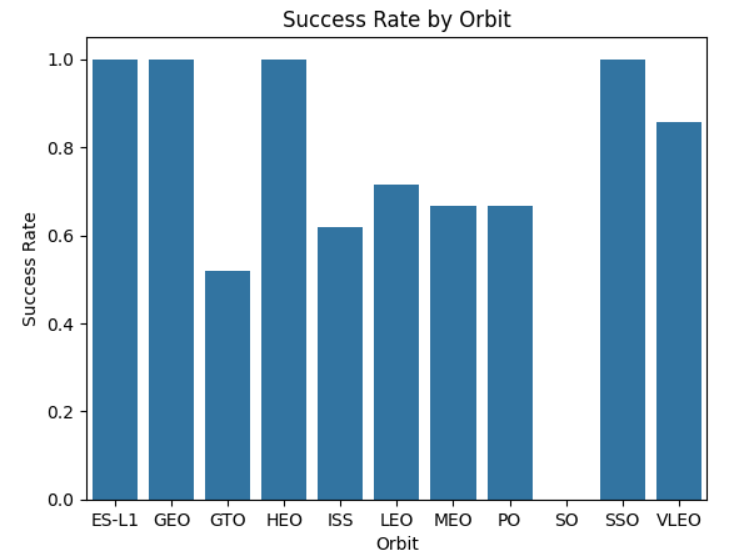 Success Rate by Orbit
1.0
0.8
0.6
0.4
0.2
0.0
Success Rate
ES-L1 GEO GTO HEO ISS LEO MEO PO SO SSO VLEO
Orbit